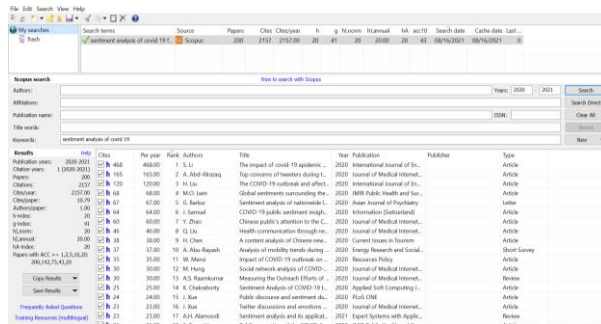 File Edit Search View Help
My searches
Trash
Search terms Source Papers Cites Cites/year h g hI,norm hI,annual hA acc10 Search date Cache date Last ...
sentiment analysis of covid 19 f... Scopus 200 2157 2157.00 20 41 20 20.00 20 43 08/16/2021 08/16/2021 0
Scopus search How to search with Scopus
Authors: Years: 2020 - 2021 Search
Affiliations: Search Direct
Publication name: ISSN: Clear All
Title words: Revert
Keywords: sentiment analysis of covid 19 New
Results Help
Publication years: 2020-2021
Citation years: 1 (2020-2021)
Papers: 200
Citations: 2157
Cites/year: 2157.00
Cites/paper: 10.79
Authors/paper: 1.00
h-index: 20
g-index: 41
hI,norm: 20
hI,annual: 20.00
hA-index: 20
Papers with ACC >= 1,2,5,10,20:
200,142,75,43,20
Copy Results
Save Results
Frequently Asked Questions
Training Resources (multilingual)
Cites Per year Rank Authors Title Year Publication Publisher Type
h 468 468.00 1 S. Li The impact of covid-19 epidemic ... 2020 International Journal of En... Article
h 165 165.00 2 A. Abd-Alrazaq Top concerns of tweeters during t... 2020 Journal of Medical Internet... Article
h 120 120.00 3 H. Liu The COVID-19 outbreak and affect... 2020 International Journal of En... Article
h 68 68.00 4 M.O. Lwin Global sentiments surrounding the... 2020 JMIR Public Health and Sur... Article
h 67 67.00 5 G. Barkur Sentiment analysis of nationwide l... 2020 Asian Journal of Psychiatry Letter
h 64 64.00 6 J. Samuel COVID-19 public sentiment insigh... 2020 Information (Switzerland) Article
h 60 60.00 7 Y. Zhao Chinese public's attention to the C... 2020 Journal of Medical Internet... Article
h 46 46.00 8 Q. Liu Health communication through ne... 2020 Journal of Medical Internet... Article
h 38 38.00 9 H. Chen A content analysis of Chinese new... 2020 Current Issues in Tourism Article
h 37 37.00 10 A. Abu-Rayash Analysis of mobility trends during ... 2020 Energy Research and Social... Short Survey
h 35 35.00 11 W. Mensi Impact of COVID-19 outbreak on ... 2020 Resources Policy Article
h 30 30.00 12 M. Hung Social network analysis of COVID-... 2020 Journal of Medical Internet... Article
h 30 30.00 13 A.S. Raamkumar Measuring the Outreach Efforts of ... 2020 Journal of Medical Internet... Review
h 25 25.00 14 K. Chakraborty Sentiment Analysis of COVID-19 t... 2020 Applied Soft Computing J... Article
h 24 24.00 15 J. Xue Public discourse and sentiment du... 2020 PLoS ONE Article
h 23 23.00 16 J. Xue Twitter discussions and emotions ... 2020 Journal of Medical Internet... Article
h 23 23.00 17 A.H. Alamoodi Sentiment analysis and its applicat... 2021 Expert Systems with Applic... Review